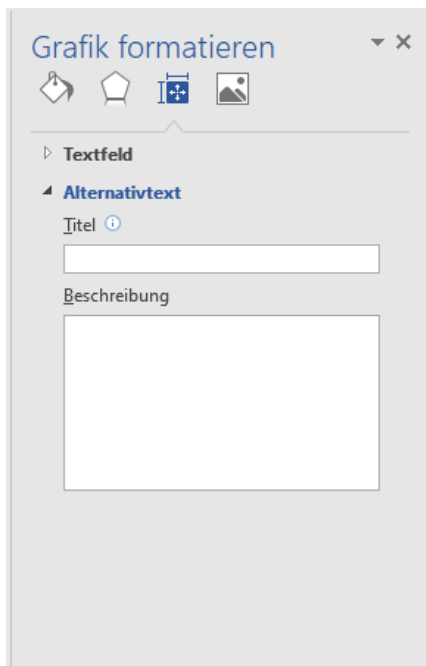 Grafik formatieren
Textfeld
Alternativtext
Titel
Beschreibung